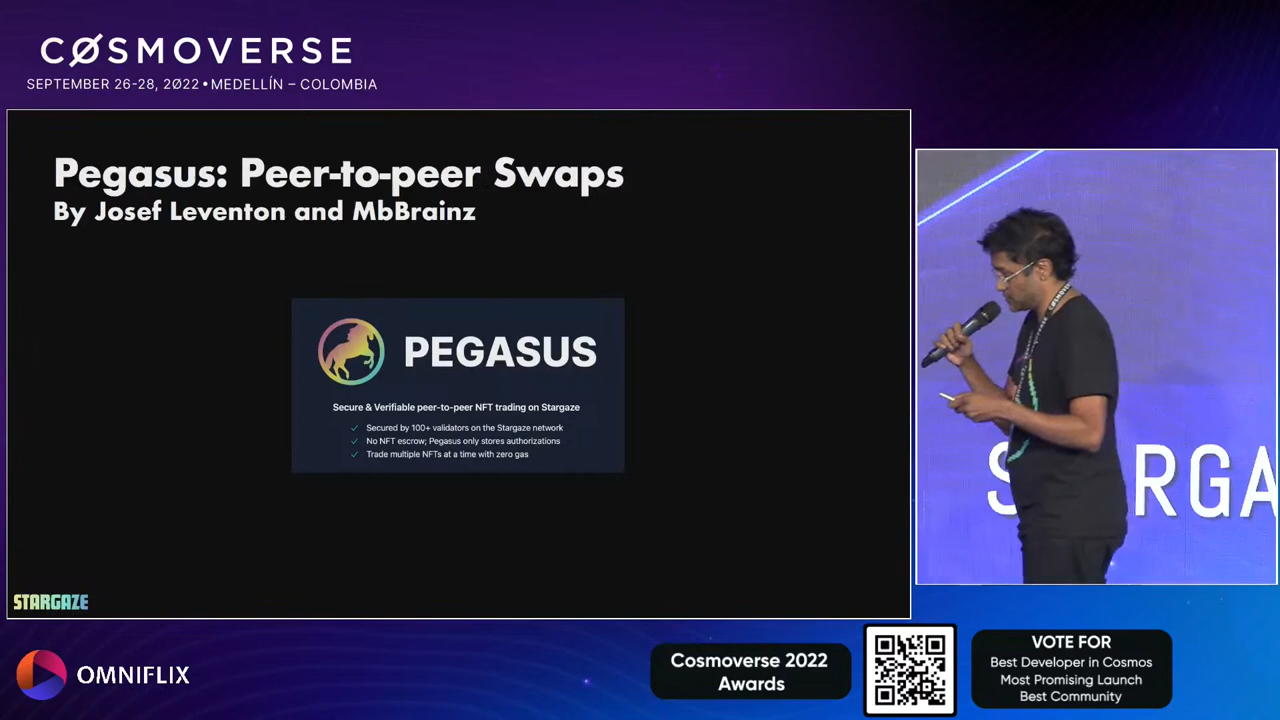 CØSMOVERSE
SEPTEMBER 26-28, 2Ø22 • MEDELLÍN – COLOMBIA
Pegasus: Peer-to-peer Swaps
By Josef Leventon and MbBrainz
PEGASUS
Secure & Verifiable peer-to-peer NFT trading on Stargaze
✓ Secured by 100+ validators on the Stargaze network
✓ No NFT escrow; Pegasus only stores authorizations
✓ Trade multiple NFTs at a time with zero gas
STARGAZE
S RGA
OMNIFLIX
Cosmoverse 2022
Awards
VOTE FOR
Best Developer in Cosmos
Most Promising Launch
Best Community